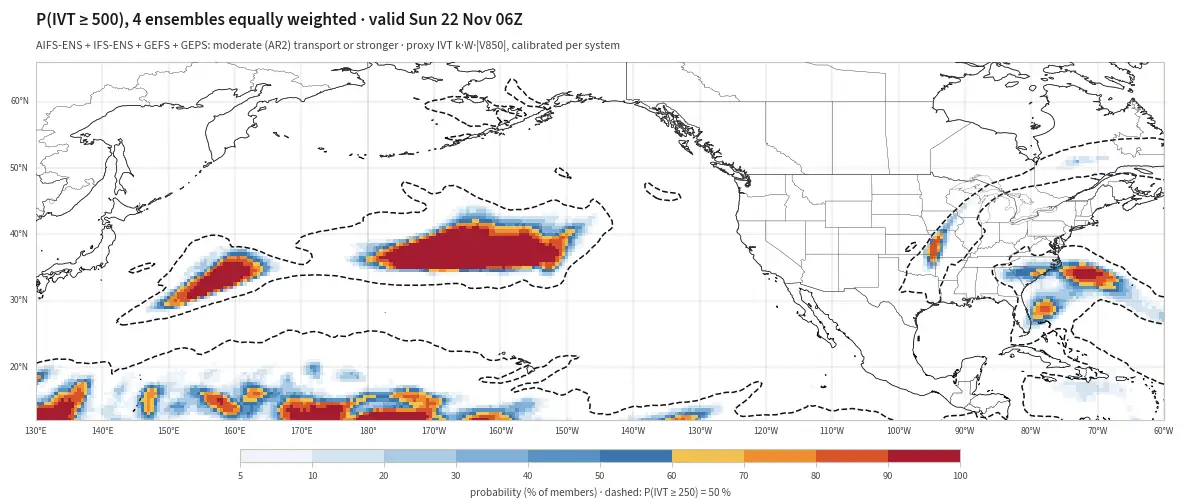 P(IVT ≥ 500), 4 ensembles equally weighted · valid Sun 22 Nov 06Z
AIFS-ENS + IFS-ENS + GEFS + GEPS: moderate (AR2) transport or stronger · proxy IVT k·W·|V850|, calibrated per system
60°N
50°N
40°N
30°N
20°N
130°E 140°E 150°E 160°E 170°E 180° 170°W 160°W 150°W 140°W 130°W 120°W 110°W 100°W 90°W 80°W 70°W 60°W
5 10 20 30 40 50 60 70 80 90 100
probability (% of members) · dashed: P(IVT ≥ 250) = 50 %